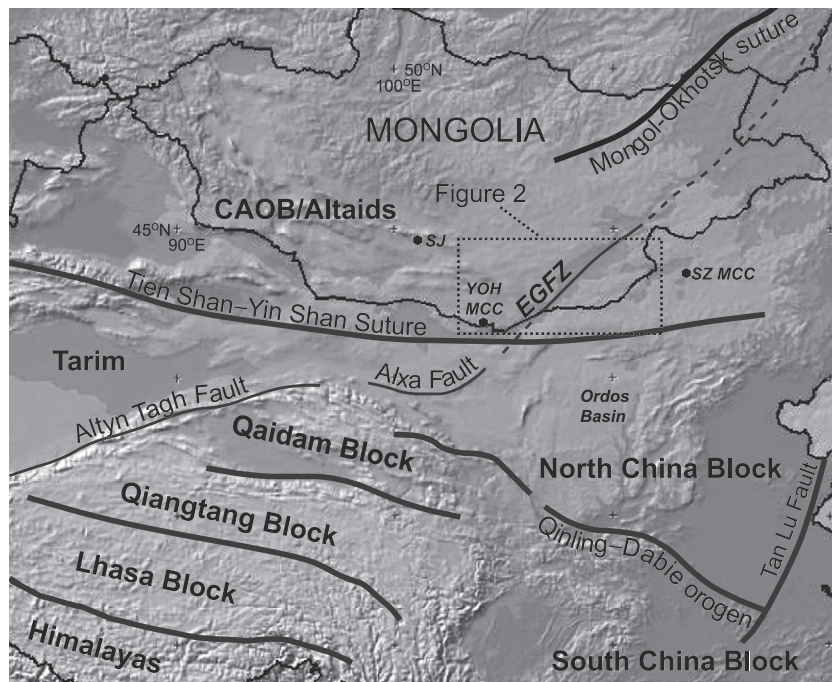 50°N
100°E
Mongol-Okhotsk suture
MONGOLIA
Figure 2
CAOB/Altaids
45°N
90°E
SJ
SZ MCC
YOH
MCC
EGFZ
Tien Shan–Yin Shan Suture
Tarim
Alxa Fault
Altyn Tagh Fault
Ordos
Basin
Qaidam Block
North China Block
Qiangtang Block
Tan Lu Fault
Qinling–Dabie orogen
Lhasa Block
Himalayas
South China Block